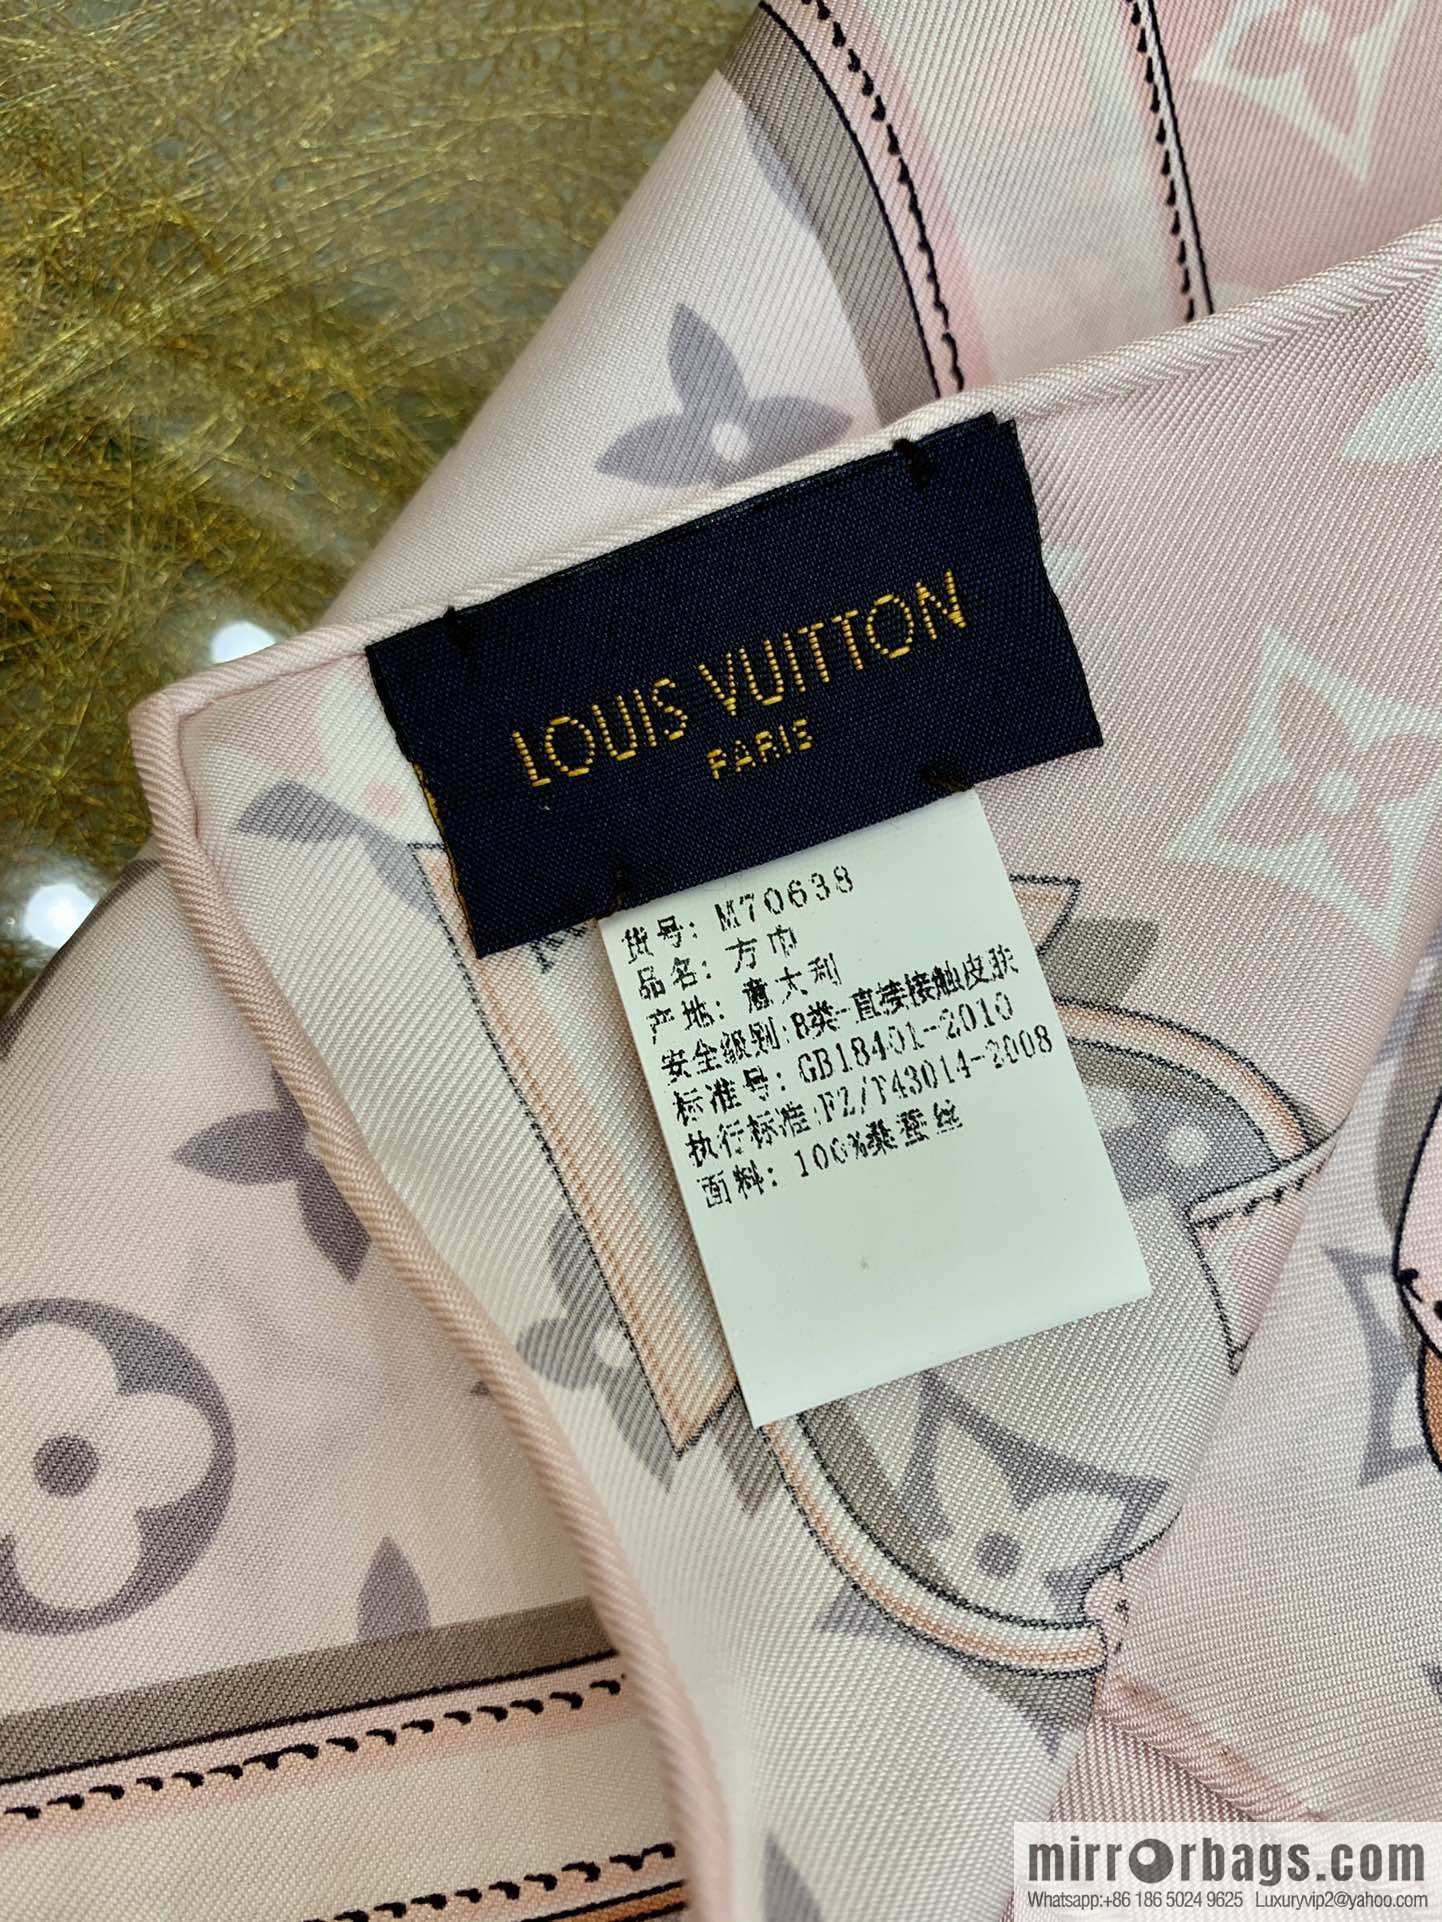 LOUIS VUITTON
PARIS
货号: M70638
品名: 方巾
产地: 意大利
安全级别:B类-直接接触皮肤
标准号: GB18401-2010
执行标准:FZ/T43014-2008
面料: 100%桑蚕丝
mirrorbags.com
Whatsapp:+86 186 5024 9625 Luxuryvip2@yahoo.com